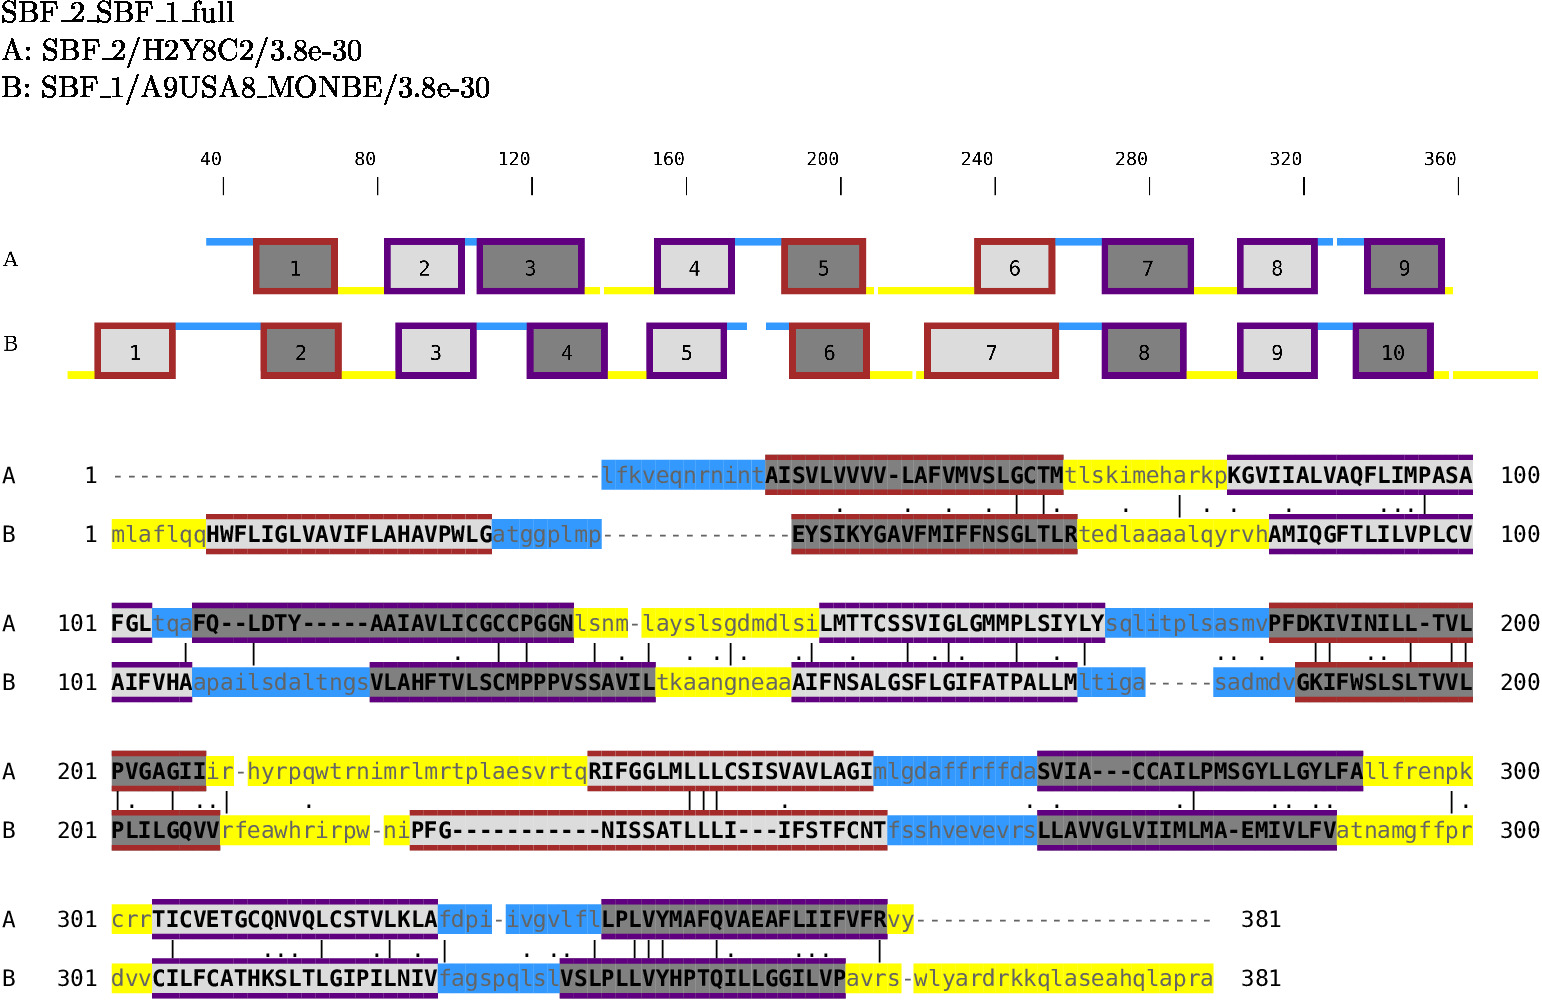 SBF_2_SBF_1_full
A: SBF_2/H2Y8C2/3.8e-30
B: SBF_1/A9USA8_MONBE/3.8e-30
40 80 120 160 200 240 280 320 360
A 1 2 3 4 5 6 7 8 9
B 1 2 3 4 5 6 7 8 9 10
A 1 ------------------------------------lfkveqnrnintAISVLVVVV-LAFVMVSLGCTMtlskimeharkpKGVIIALVAQFLIMPASA 100
B 1 mlaflqqHWFLIGLVAVIFLAHAVPWLGatggplmp--------------EYSIKYGAVFMIFFNSGLTLRtedlaaaalqyrvhAMIQGFTLILVPLCV 100
A 101 FGLtqaFQ--LDTY-----AAIAVLICGCCPGGNlsnm-layslsgdmdlsiLMTTCSSVIGLGMMPLSIYLYsqlitplsasmvPFDKIVINILL-TVL 200
B 101 AIFVHAapailsdaltngsVLAHFTVLSCMPPPVSSAVILtkaangneaaAIFNSALGSFLGIFATPALLMltiga-----sadmdvGKIFWSLSLTVVL 200
A 201 PVGAGIIir-hyrpqwtrnimrlmrtplaesvrtqRIFGGLMLLLCSISVAVLAGImlgdaffrffdaSVIA---CCAILPMSGYLLGYLFAllfrenpk 300
B 201 PLILGQVVrfeawhrirpw-niPFG-----------NISSATLLLI---IFSTFCNTfsshvevevrsLLAVVGLVIIMLMA-EMIVLFVatnamgffpr 300
A 301 crrTICVETGCQNVQLCSTVLKLAfdpi-ivgvlflLPLVYMAFQVAEAFLIIFVFRvy---------------------- 381
B 301 dvvCILFCATHKSLTLGIPILNIVfagspqlslVSLPLLVYHPTQILLGGILVPavrs-wlyardrkkqlaseahqlapra 381